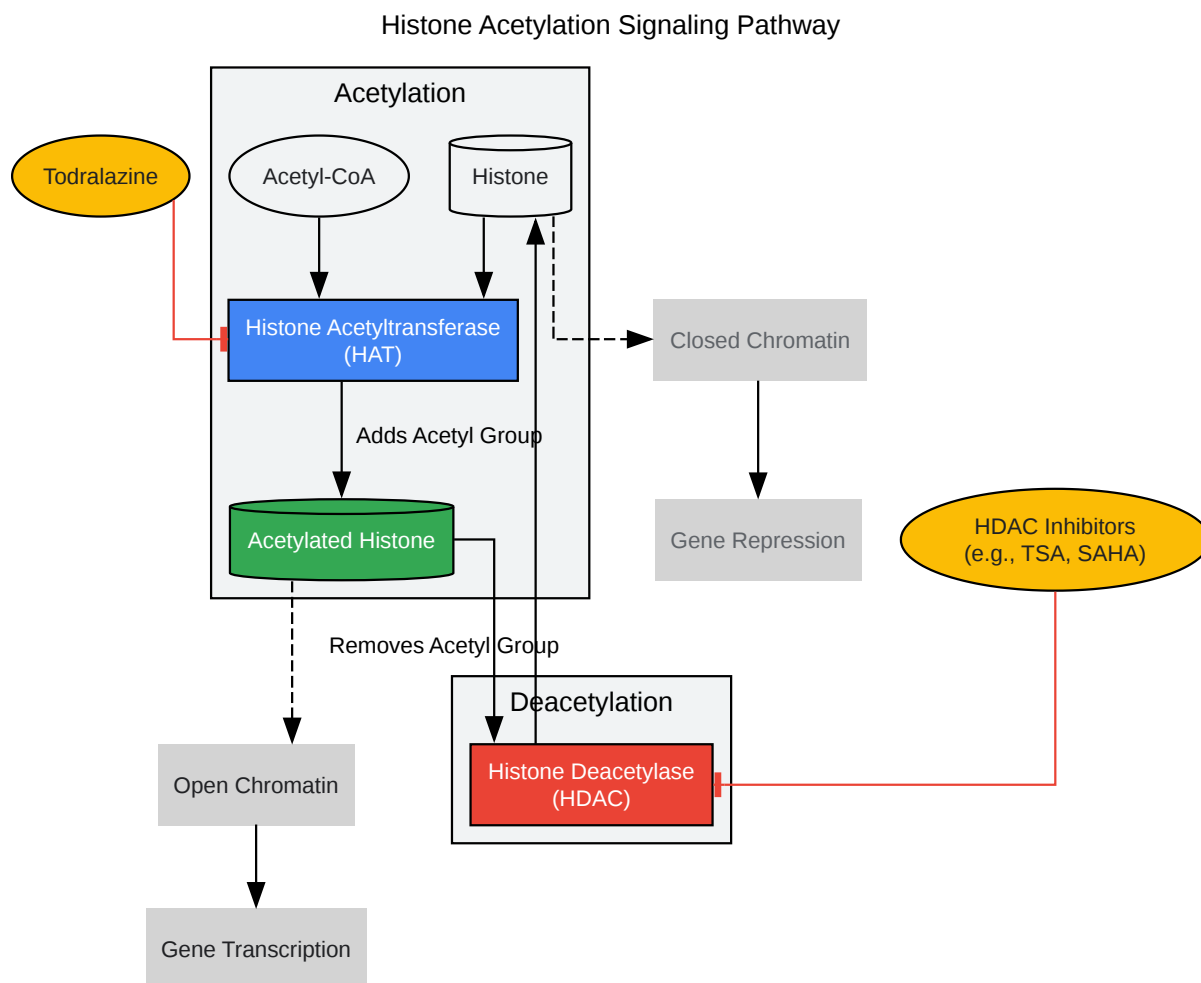 Histone Acetylation Signaling Pathway
Acetylation
Todralazine
Acetyl-CoA
Histone
Histone Acetyltransferase
(HAT)
Closed Chromatin
Adds Acetyl Group
Acetylated Histone
Gene Repression
HDAC Inhibitors
(e.g., TSA, SAHA)
Removes Acetyl Group
Deacetylation
Open Chromatin
Histone Deacetylase
(HDAC)
Gene Transcription